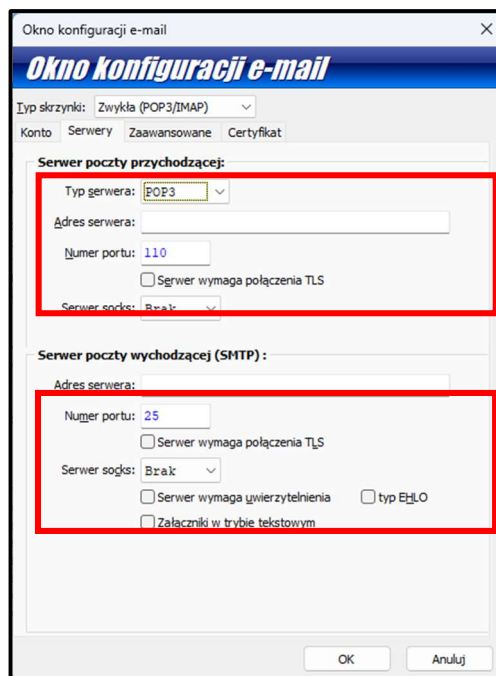 Okno konfiguracji e-mail
Okno konfiguracji e-mail
Typ skrzynki: Zwykła (POP3/IMAP)
Konto Serwery Zaawansowane Certyfikat
Serwer poczty przychodzącej:
Typ serwera: POP3
Adres serwera:
Numer portu: 110
Serwer wymaga połączenia TLS
Serwer socks: Brak
Serwer poczty wychodzącej (SMTP) :
Adres serwera:
Numer portu: 25
Serwer wymaga połączenia TLS
Serwer socks: Brak
Serwer wymaga uwierzytelnienia typ EHLO
Załączniki w trybie tekstowym
OK Anuluj